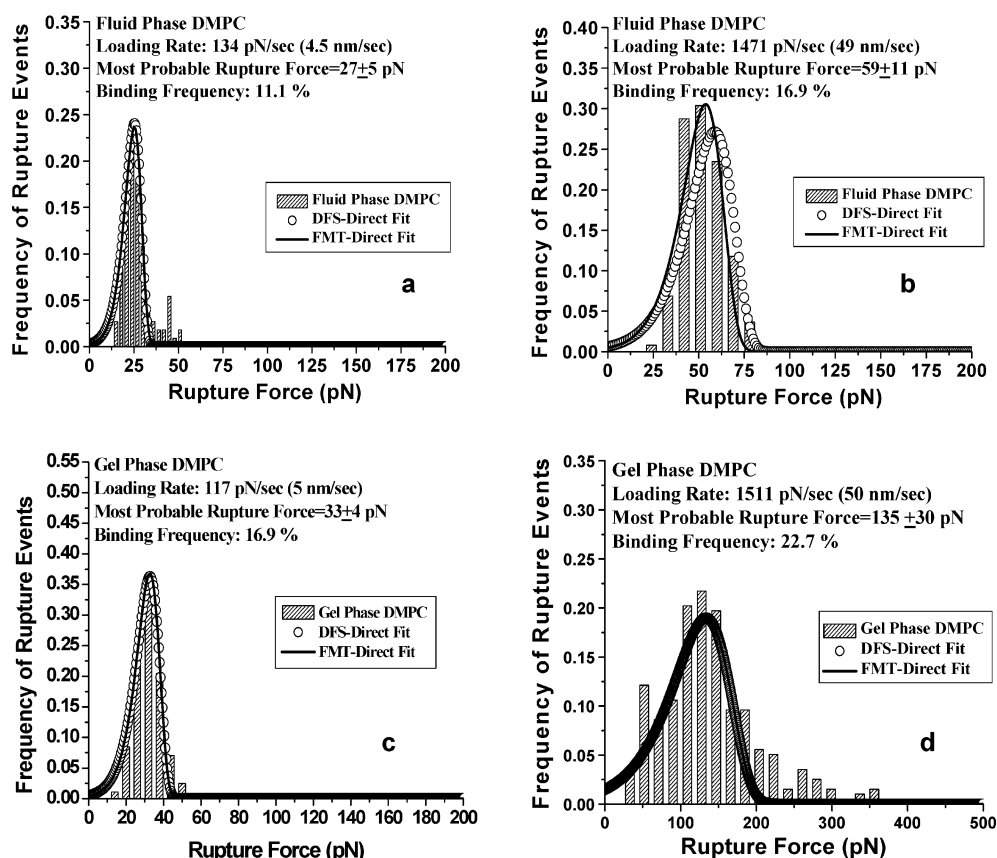 a
Fluid Phase DMPC
Loading Rate: 134 pN/sec (4.5 nm/sec)
Most Probable Rupture Force=27±5 pN
Binding Frequency: 11.1 %
Frequency of Rupture Events
0.35
0.30
0.25
0.20
0.15
0.10
0.05
0.00
Fluid Phase DMPC
DFS-Direct Fit
FMT-Direct Fit
0 25 50 75 100 125 150 175 200
Rupture Force (pN)
b
Fluid Phase DMPC
Loading Rate: 1471 pN/sec (49 nm/sec)
Most Probable Rupture Force=59±11 pN
Binding Frequency: 16.9 %
Frequency of Rupture Events
0.40
0.35
0.30
0.25
0.20
0.15
0.10
0.05
0.00
Fluid Phase DMPC
DFS-Direct Fit
FMT-Direct Fit
0 25 50 75 100 125 150 175 200
Rupture Force (pN)
c
Gel Phase DMPC
Loading Rate: 117 pN/sec (5 nm/sec)
Most Probable Rupture Force=33±4 pN
Binding Frequency: 16.9 %
Frequency of Rupture Events
0.55
0.50
0.45
0.40
0.35
0.30
0.25
0.20
0.15
0.10
0.05
0.00
Gel Phase DMPC
DFS-Direct Fit
FMT-Direct Fit
0 20 40 60 80 100 120 140 160 180 200
Rupture Force (pN)
d
Gel Phase DMPC
Loading Rate: 1511 pN/sec (50 nm/sec)
Most Probable Rupture Force=135 ±30 pN
Binding Frequency: 22.7 %
Frequency of Rupture Events
0.35
0.30
0.25
0.20
0.15
0.10
0.05
0.00
Gel Phase DMPC
DFS-Direct Fit
FMT-Direct Fit
0 100 200 300 400 500
Rupture Force (pN)